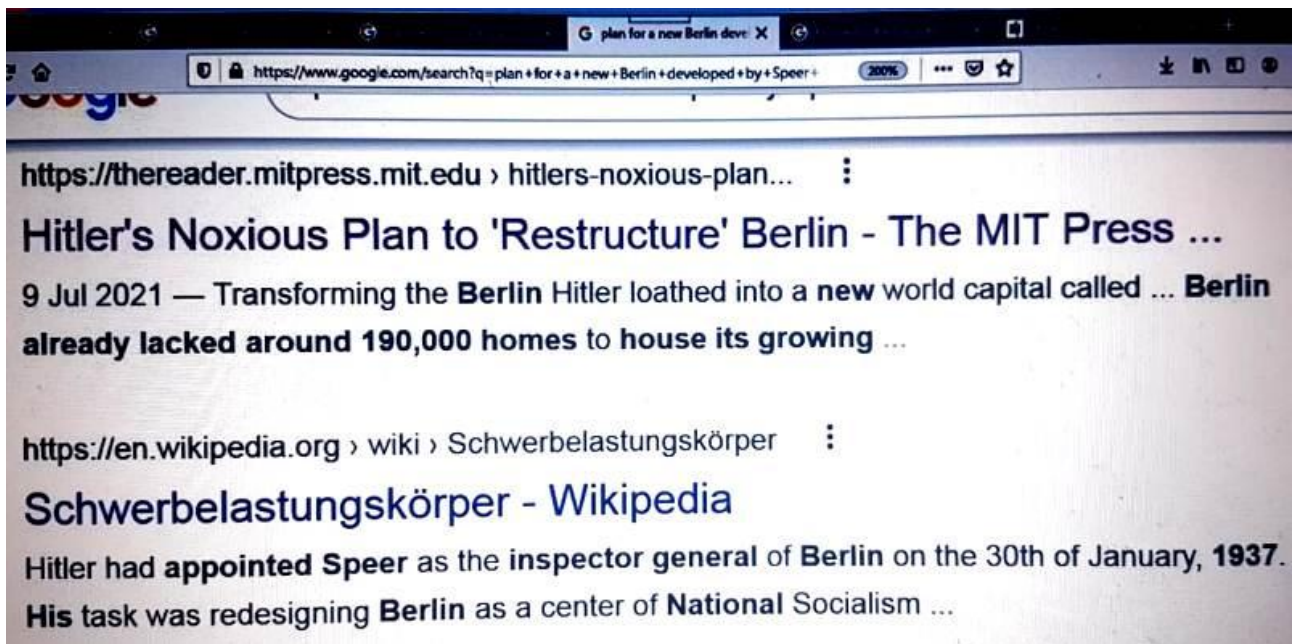 G plan for a new Berlin deve
https://www.google.com/search?q=plan+for+a+new+Berlin+developed+by+Speer+ 200%
https://thereader.mitpress.mit.edu › hitlers-noxious-plan...
Hitler's Noxious Plan to 'Restructure' Berlin - The MIT Press ...
9 Jul 2021 — Transforming the Berlin Hitler loathed into a new world capital called ... Berlin
already lacked around 190,000 homes to house its growing ...
https://en.wikipedia.org › wiki › Schwerbelastungskörper
Schwerbelastungskörper - Wikipedia
Hitler had appointed Speer as the inspector general of Berlin on the 30th of January, 1937.
His task was redesigning Berlin as a center of National Socialism ...